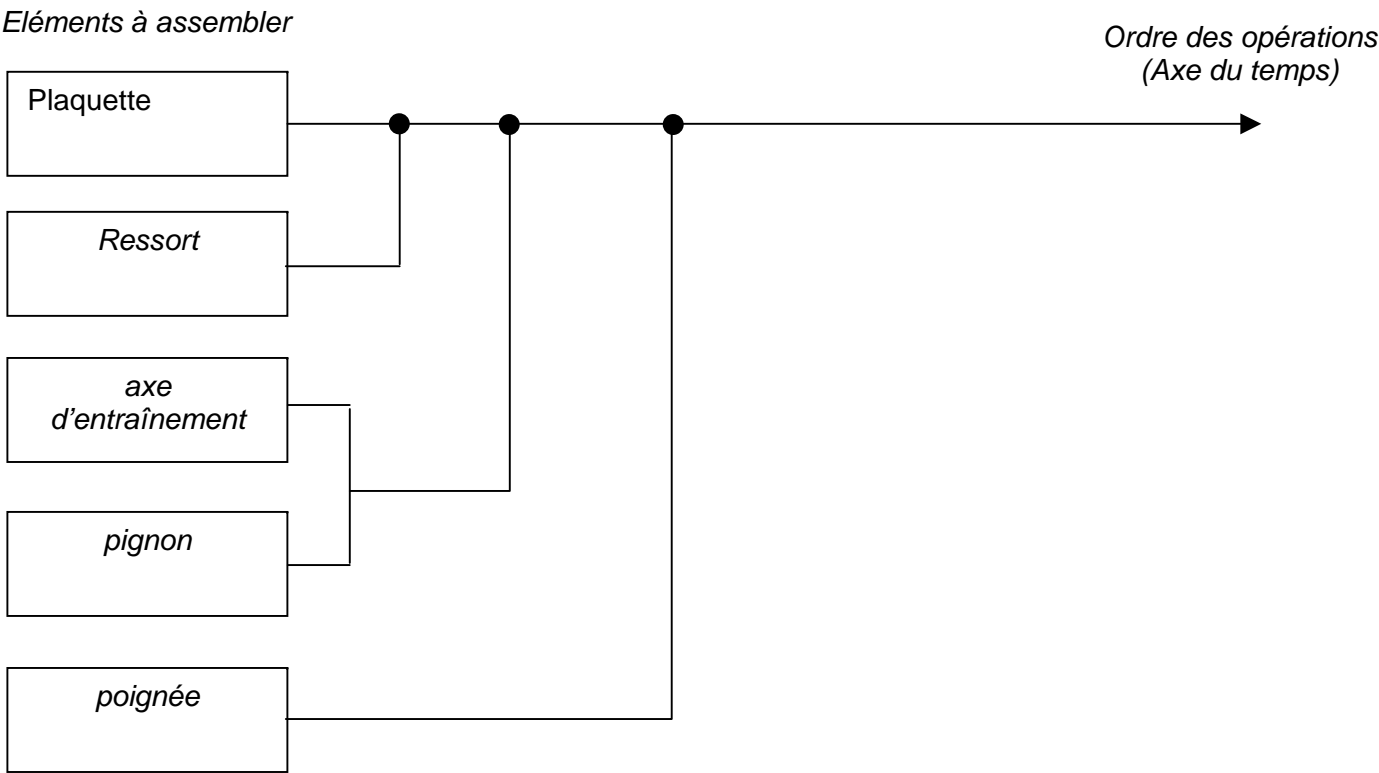 Eléments à assembler
Ordre des opérations
(Axe du temps)
Plaquette
Ressort
axe
d’entraînement
pignon
poignée